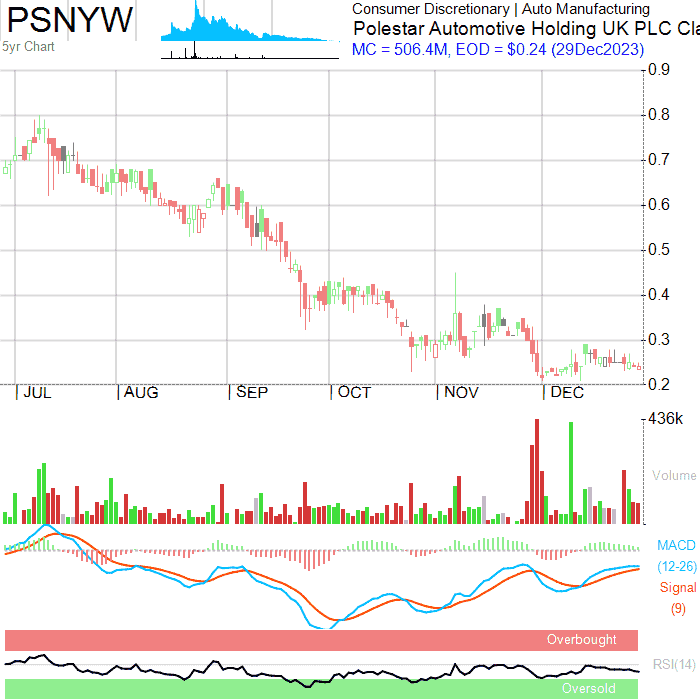 PSNYW
5yr Chart
Consumer Discretionary | Auto Manufacturing
Polestar Automotive Holding UK PLC Cla
MC = 506.4M, EOD = $0.24 (29Dec2023)
0.9
0.8
0.7
0.6
0.5
0.4
0.3
0.2
JUL AUG SEP OCT NOV DEC
436k
Volume
MACD
(12-26)
Signal
(9)
Overbought
RSI(14)
Oversold